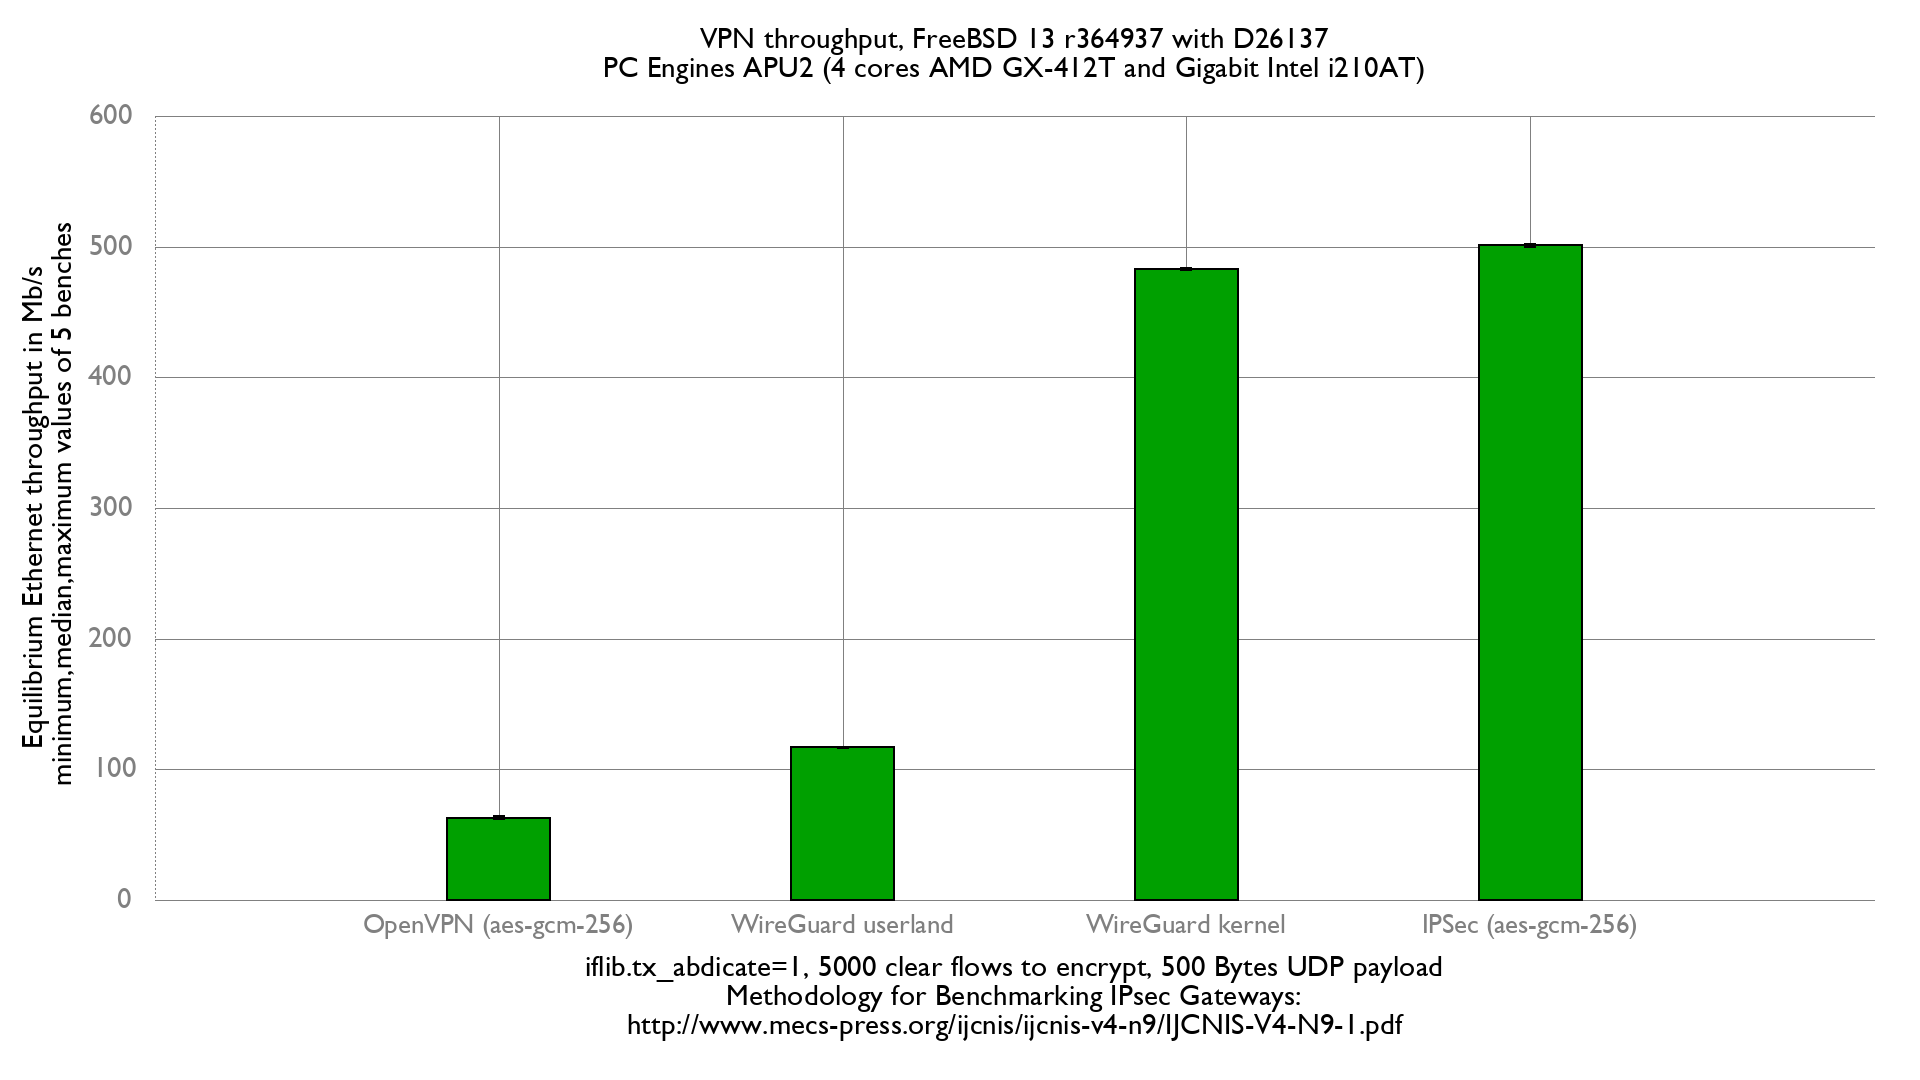 VPN throughput, FreeBSD 13 r364937 with D26137
PC Engines APU2 (4 cores AMD GX-412T and Gigabit Intel i210AT)
Equilibrium Ethernet throughput in Mb/s
minimum,median,maximum values of 5 benches
600
500
400
300
200
100
0
OpenVPN (aes-gcm-256)
WireGuard userland
WireGuard kernel
IPSec (aes-gcm-256)
iflib.tx_abdicate=1, 5000 clear flows to encrypt, 500 Bytes UDP payload
Methodology for Benchmarking IPsec Gateways:
http://www.mecs-press.org/ijcnis/ijcnis-v4-n9/IJCNIS-V4-N9-1.pdf